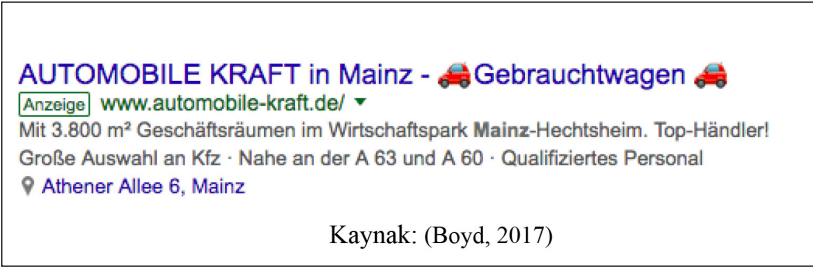 AUTOMOBILE KRAFT in Mainz - 🚗Gebrauchtwagen 🚗
Anzeige www.automobile-kraft.de/
Mit 3.800 m² Geschäftsräumen im Wirtschaftspark Mainz-Hechtsheim. Top-Händler!
Große Auswahl an Kfz · Nahe an der A 63 und A 60 · Qualifiziertes Personal
Athener Allee 6, Mainz
Kaynak: (Boyd, 2017)